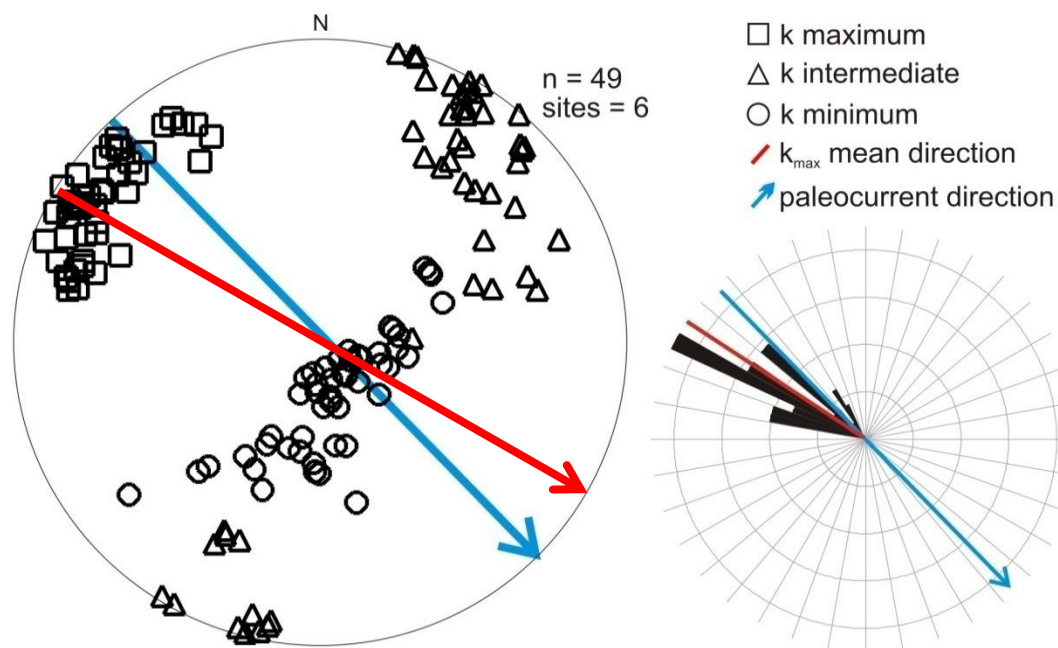 N
n = 49
sites = 6
k maximum
k intermediate
k minimum
kmax mean direction
paleocurrent direction